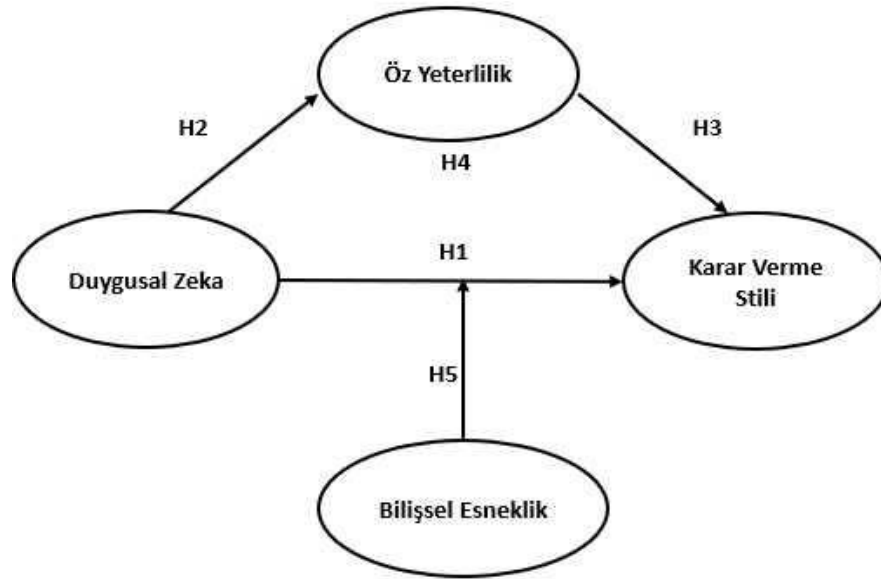 Öz Yeterlilik
H2
H3
H4
Duygusal Zeka
H1
Karar Verme
Stili
H5
Bilişsel Esneklik